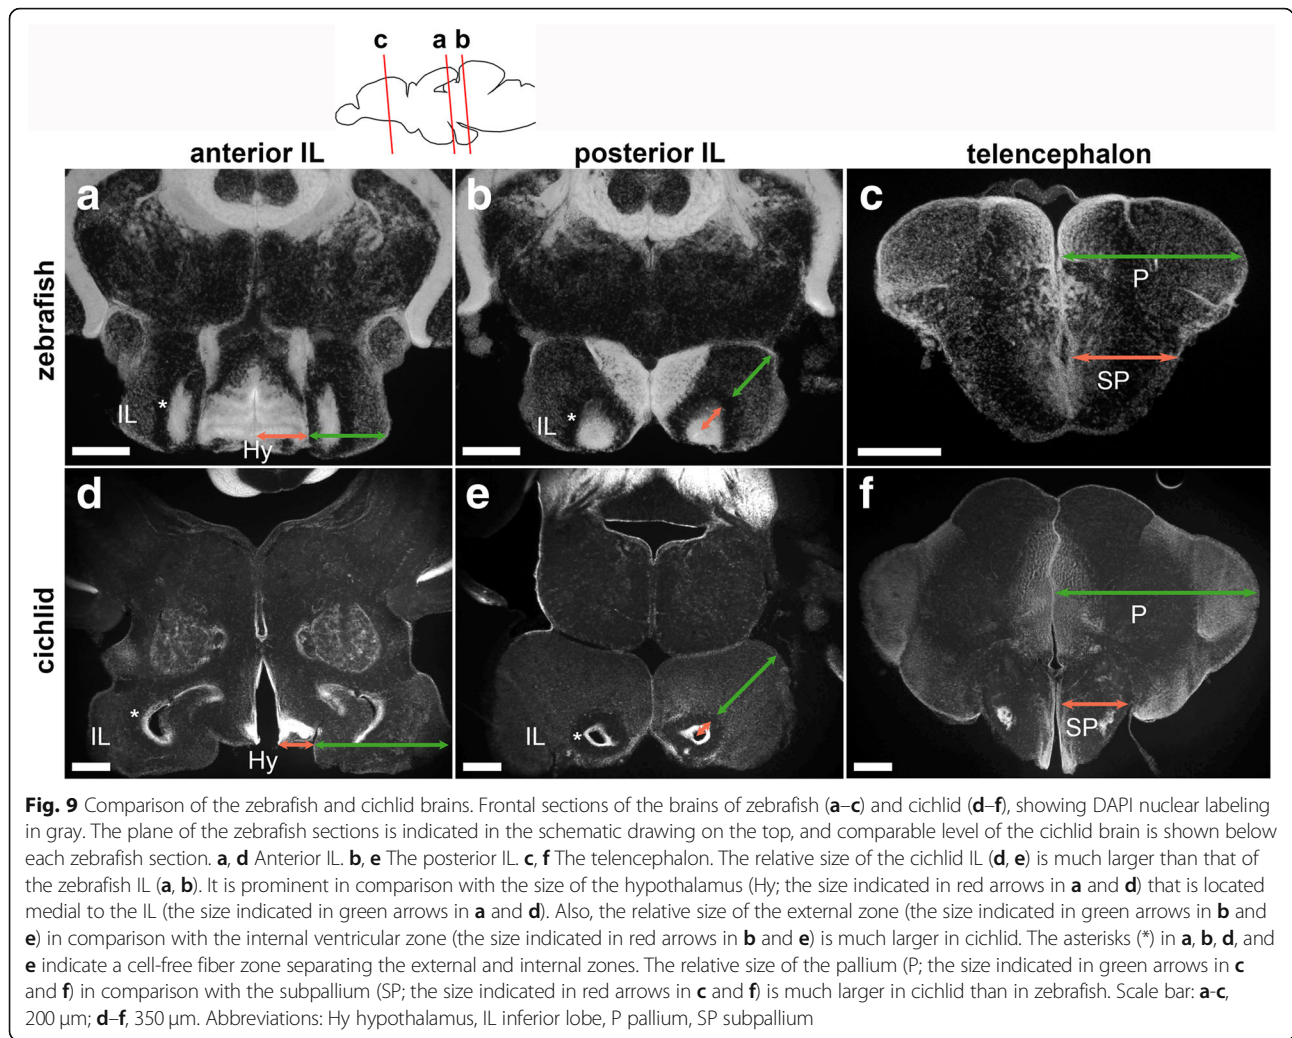 c a b
anterior IL posterior IL telencephalon
zebrafish
a b c
P
SP
IL * IL *
Hy
cichlid
d e f
P
* SP
IL IL *
Hy
Fig. 9 Comparison of the zebrafish and cichlid brains. Frontal sections of the brains of zebrafish (a–c) and cichlid (d–f), showing DAPI nuclear labeling
in gray. The plane of the zebrafish sections is indicated in the schematic drawing on the top, and comparable level of the cichlid brain is shown below
each zebrafish section. a, d Anterior IL. b, e The posterior IL. c, f The telencephalon. The relative size of the cichlid IL (d, e) is much larger than that of
the zebrafish IL (a, b). It is prominent in comparison with the size of the hypothalamus (Hy; the size indicated in red arrows in a and d) that is located
medial to the IL (the size indicated in green arrows in a and d). Also, the relative size of the external zone (the size indicated in green arrows in b and
e) in comparison with the internal ventricular zone (the size indicated in red arrows in b and e) is much larger in cichlid. The asterisks (*) in a, b, d, and
e indicate a cell-free fiber zone separating the external and internal zones. The relative size of the pallium (P; the size indicated in green arrows in c
and f) in comparison with the subpallium (SP; the size indicated in red arrows in c and f) is much larger in cichlid than in zebrafish. Scale bar: a-c,
200 μm; d–f, 350 μm. Abbreviations: Hy hypothalamus, IL inferior lobe, P pallium, SP subpallium